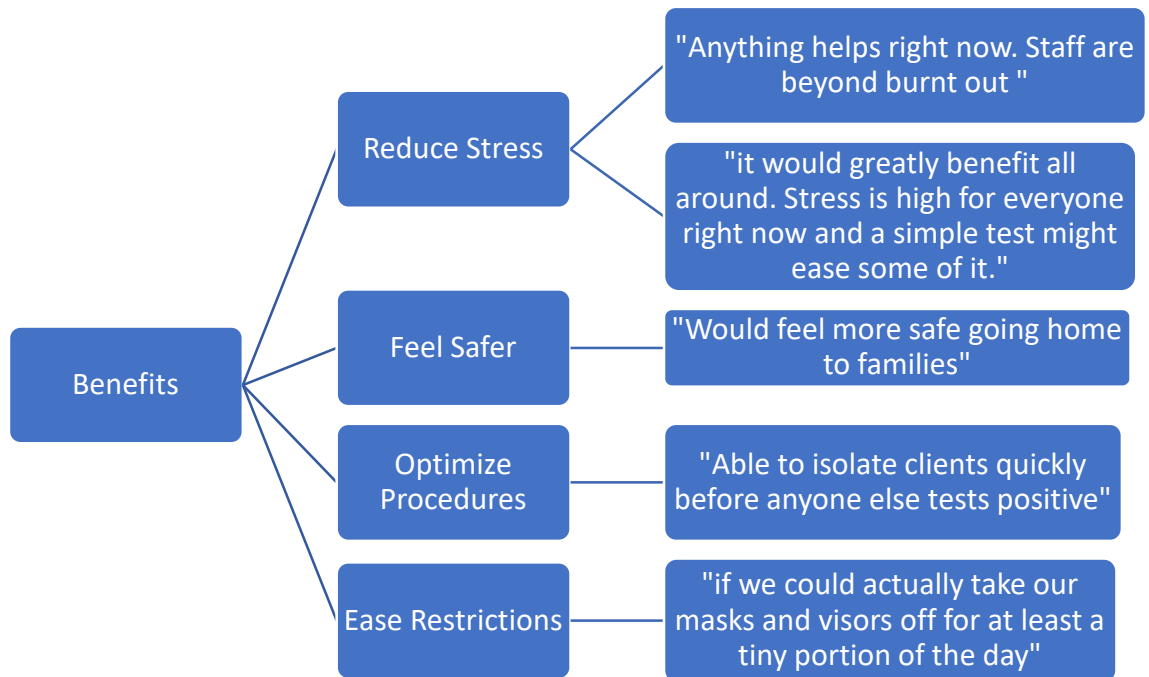 Benefits
Reduce Stress
"Anything helps right now. Staff are
beyond burnt out "
"it would greatly benefit all
around. Stress is high for everyone
right now and a simple test might
ease some of it."
Feel Safer
"Would feel more safe going home
to families"
Optimize
Procedures
"Able to isolate clients quickly
before anyone else tests positive"
Ease Restrictions
"if we could actually take our
masks and visors off for at least a
tiny portion of the day"